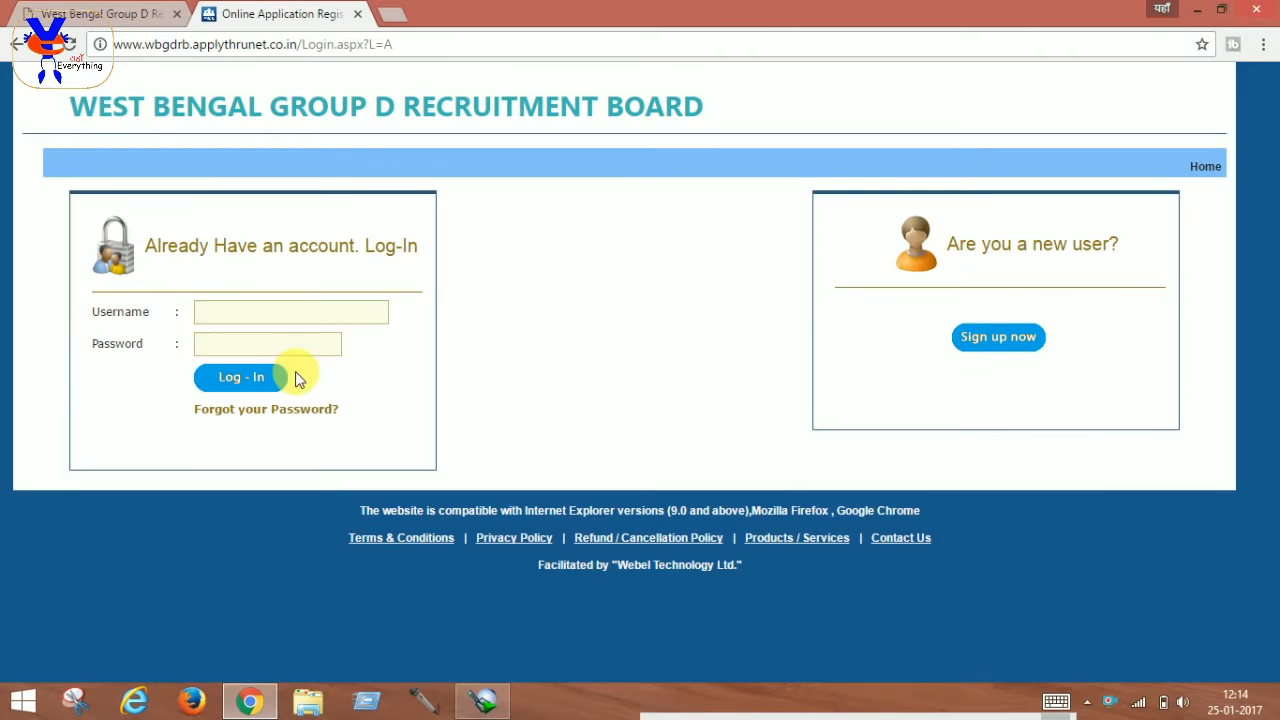 West Bengal Group D Re
Online Application Regis
यहाँ
www.wbgdrb.applythrunet.co.in/Login.aspx?L=A
Everything
WEST BENGAL GROUP D RECRUITMENT BOARD
Home
Already Have an account. Log-In
Username :
Password :
Log - In
Forgot your Password?
Are you a new user?
Sign up now
The website is compatible with Internet Explorer versions (9.0 and above),Mozilla Firefox , Google Chrome
Terms & Conditions | Privacy Policy | Refund / Cancellation Policy | Products / Services | Contact Us
Facilitated by "Webel Technology Ltd."
12:14
25-01-2017